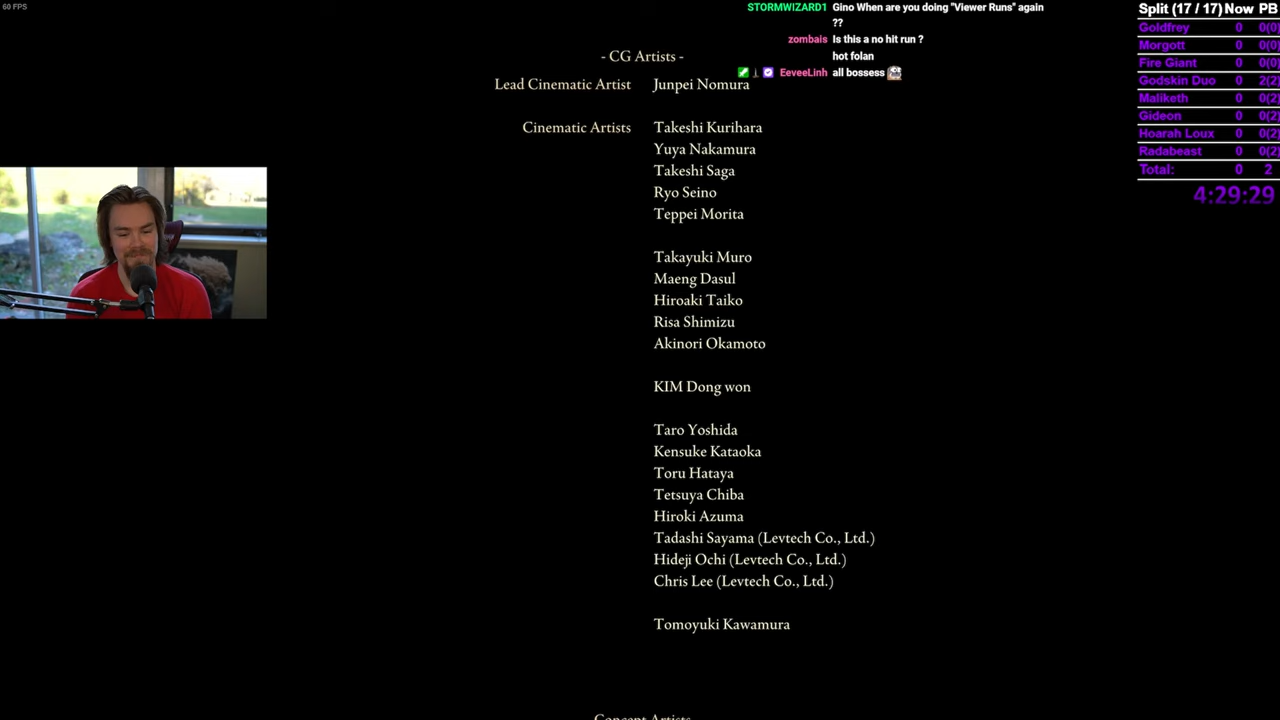 60 FPS
STORMWIZARD1 Gino When are you doing "Viewer Runs" again
??
zombais Is this a no hit run ?
hot folan
EeveeLinh all bossess
Split (17 / 17) Now PB
Goldfrey 0 0(0)
Morgott 0 0(0)
Fire Giant 0 0(0)
Godskin Duo 2(2)
Maliketh 0 0(2)
Gideon 0 0(2)
Hoarah Loux 0 0(2)
Radabeast 0 0(2)
Total: 0 2
4:29:29
- CG Artists -
Lead Cinematic Artist Junpei Nomura
Cinematic Artists Takeshi Kurihara
Yuya Nakamura
Takeshi Saga
Ryo Seino
Teppei Morita
Takayuki Muro
Maeng Dasul
Hiroaki Taiko
Risa Shimizu
Akinori Okamoto
KIM Dong won
Taro Yoshida
Kensuke Kataoka
Toru Hataya
Tetsuya Chiba
Hiroki Azuma
Tadashi Sayama (Levtech Co., Ltd.)
Hideji Ochi (Levtech Co., Ltd.)
Chris Lee (Levtech Co., Ltd.)
Tomoyuki Kawamura
Concept Artists